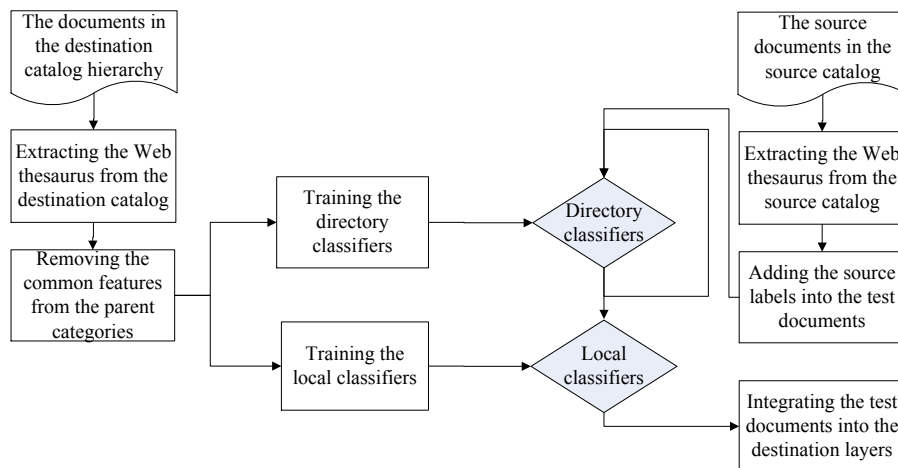 The documents in
the destination
catalog hierarchy
Extracting the Web
thesaurus from the
destination catalog
Removing the
common features
from the parent
categories
Training the
directory
classifiers
Training the
local classifiers
Directory
classifiers
Local
classifiers
The source
documents in the
source catalog
Extracting the Web
thesaurus from the
source catalog
Adding the source
labels into the test
documents
Integrating the test
documents into the
destination layers